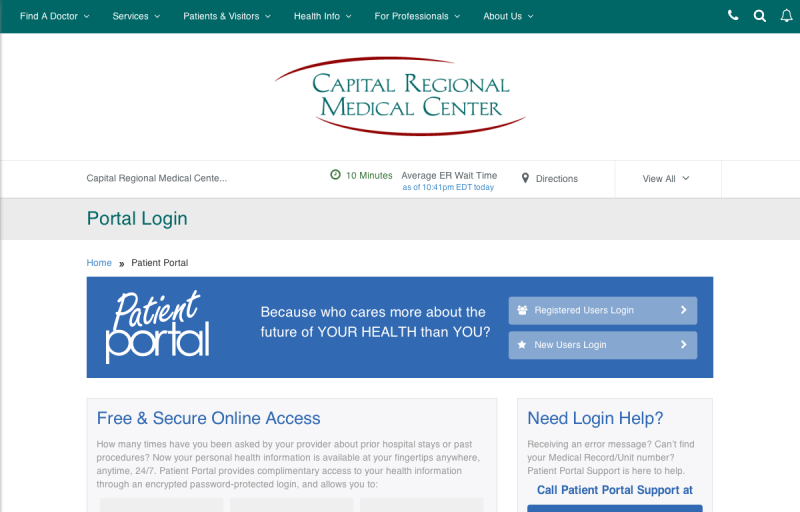 Find A Doctor Services Patients & Visitors Health Info For Professionals About Us
CAPITAL REGIONAL
MEDICAL CENTER
Capital Regional Medical Cente...
10 Minutes Average ER Wait Time
as of 10:41pm EDT today
Directions
View All
Portal Login
Home » Patient Portal
Patient
portal
Because who cares more about the
future of YOUR HEALTH than YOU?
Registered Users Login
New Users Login
Free & Secure Online Access
How many times have you been asked by your provider about prior hospital stays or past
procedures? Now your personal health information is available at your fingertips anywhere,
anytime, 24/7. Patient Portal provides complimentary access to your health information
through an encrypted password-protected login, and allows you to:
Need Login Help?
Receiving an error message? Can't find
your Medical Record/Unit number?
Patient Portal Support is here to help.
Call Patient Portal Support at